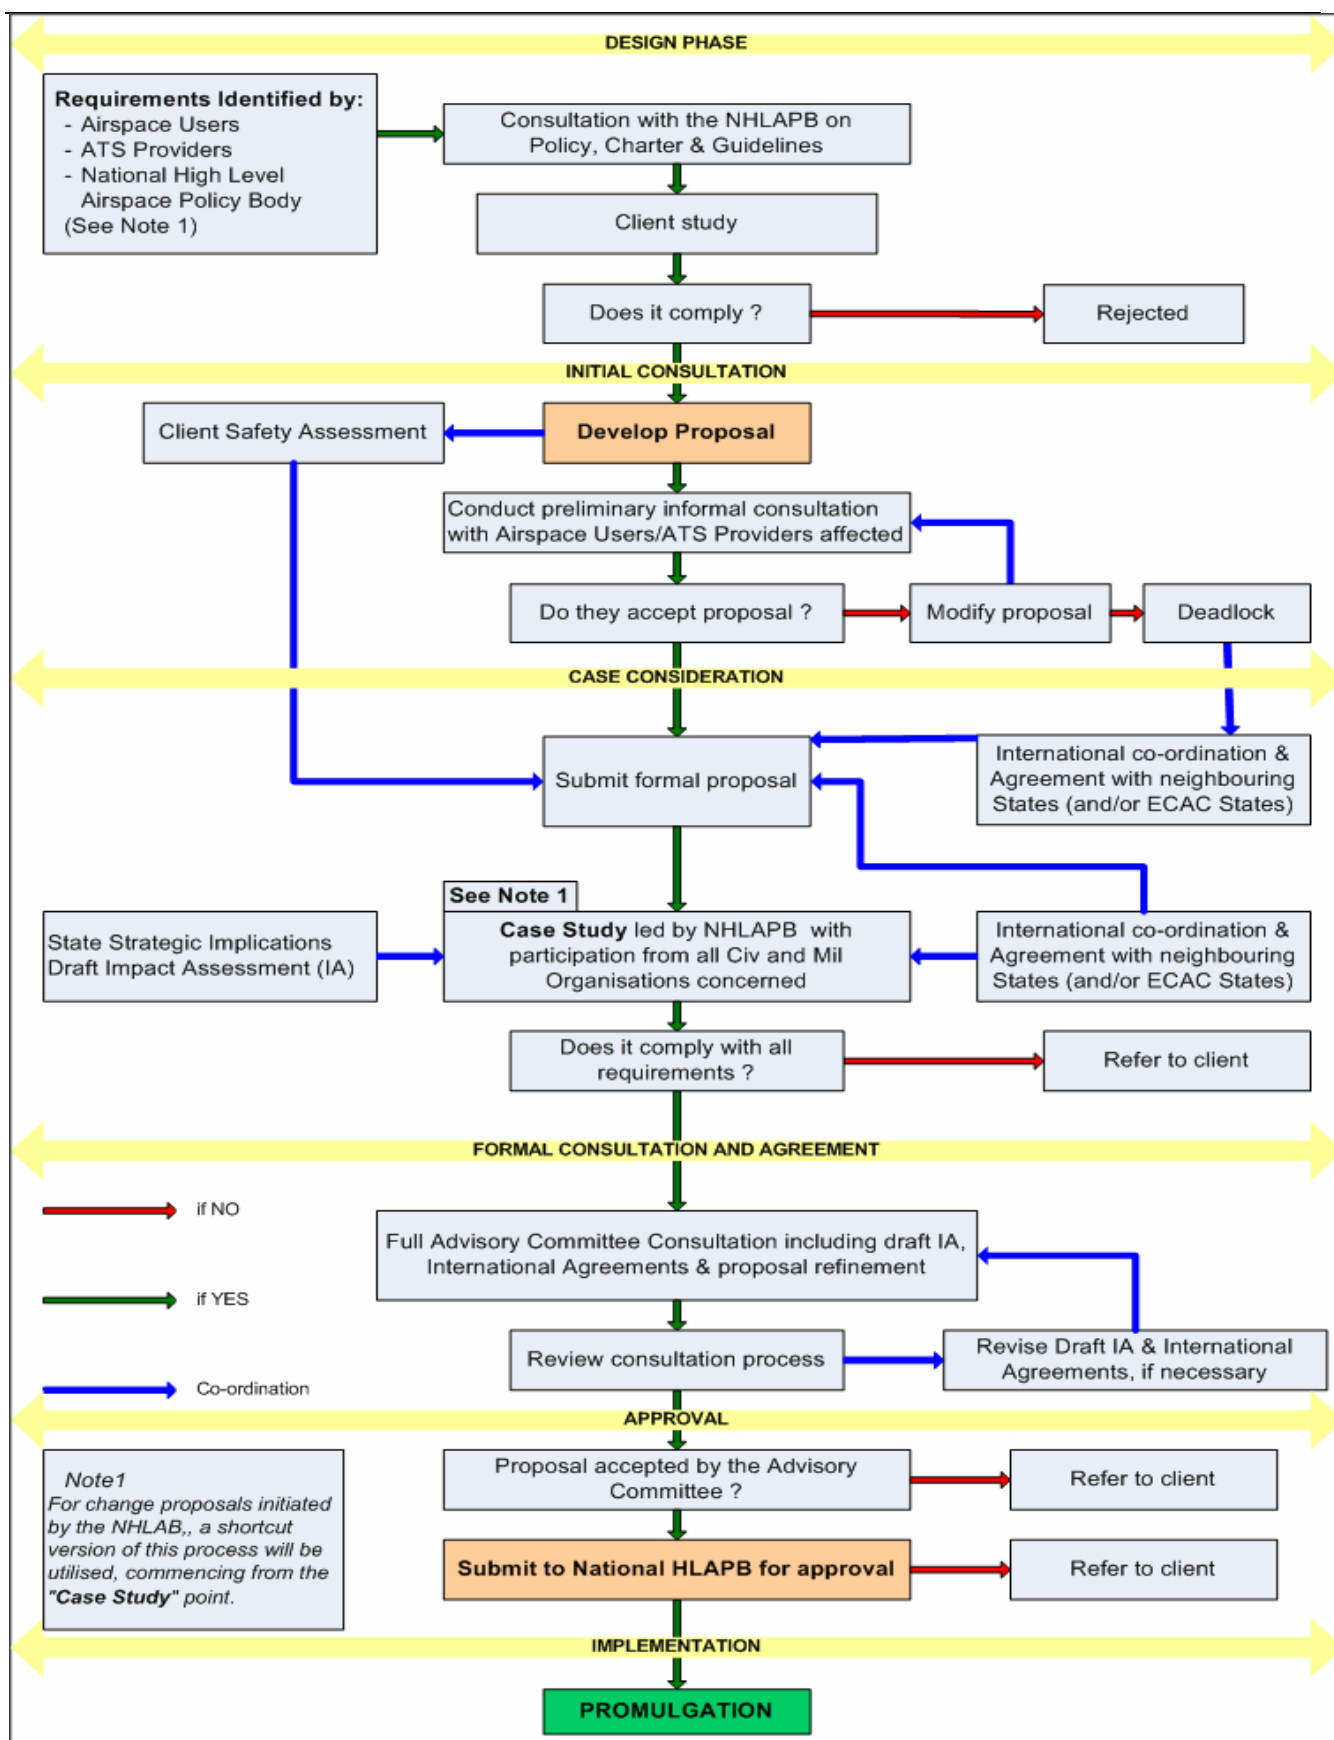 DESIGN PHASE
Requirements Identified by:
- Airspace Users
- ATS Providers
- National High Level
Airspace Policy Body
(See Note 1)
Consultation with the NHLAPB on
Policy, Charter & Guidelines
Client study
Does it comply ?
Rejected
INITIAL CONSULTATION
Client Safety Assessment
Develop Proposal
Conduct preliminary informal consultation
with Airspace Users/ATS Providers affected
Do they accept proposal ?
Modify proposal
Deadlock
CASE CONSIDERATION
Submit formal proposal
International co-ordination &
Agreement with neighbouring
States (and/or ECAC States)
See Note 1
State Strategic Implications
Draft Impact Assessment (IA)
Case Study led by NHLAPB with
participation from all Civ and Mil
Organisations concerned
International co-ordination &
Agreement with neighbouring
States (and/or ECAC States)
Does it comply with all
requirements ?
Refer to client
FORMAL CONSULTATION AND AGREEMENT
if NO
if YES
Co-ordination
Full Advisory Committee Consultation including draft IA,
International Agreements & proposal refinement
Review consultation process
Revise Draft IA & International
Agreements, if necessary
APPROVAL
Note1
For change proposals initiated
by the NHLAB,, a shortcut
version of this process will be
utilised, commencing from the
"Case Study" point.
Proposal accepted by the Advisory
Committee ?
Refer to client
Submit to National HLAPB for approval
Refer to client
IMPLEMENTATION
PROMULGATION